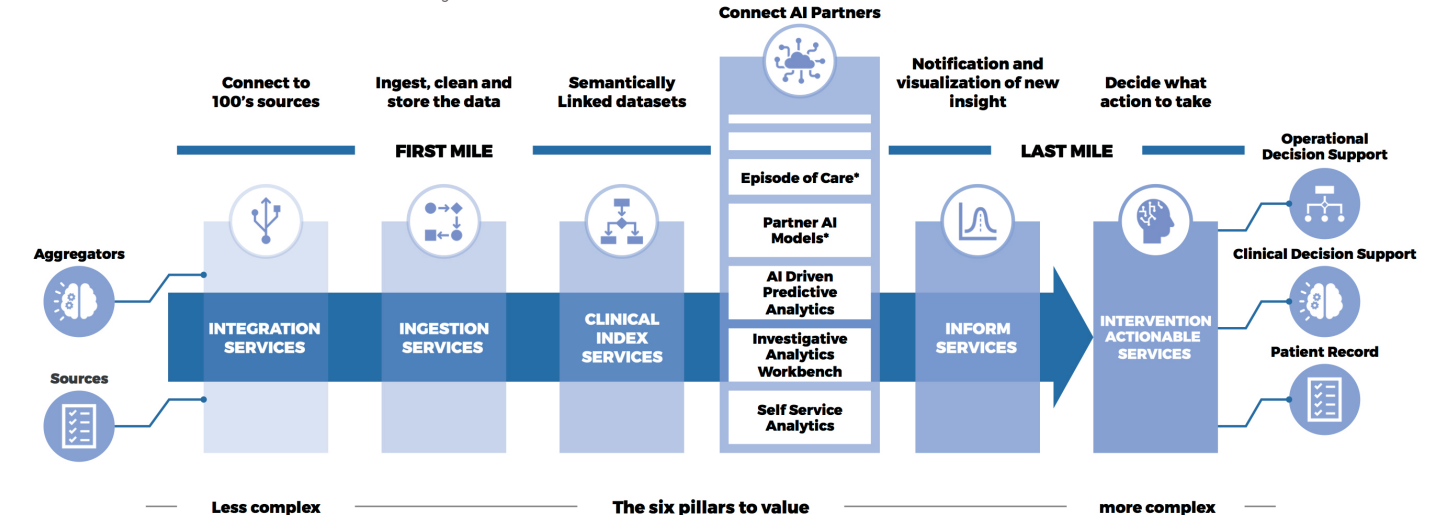 Connect AI Partners
Connect to
100's sources
Ingest, clean and
store the data
Semantically
Linked datasets
Notification and
visualization of new
insight
Decide what
action to take
FIRST MILE
LAST MILE
Operational
Decision Support
Clinical Decision Support
Patient Record
Aggregators
Sources
INTEGRATION
SERVICES
INGESTION
SERVICES
CLINICAL
INDEX
SERVICES
Episode of Care*
Partner AI
Models*
AI Driven
Predictive
Analytics
Investigative
Analytics
Workbench
Self Service
Analytics
INFORM
SERVICES
INTERVENTION
ACTIONABLE
SERVICES
Less complex
The six pillars to value
more complex